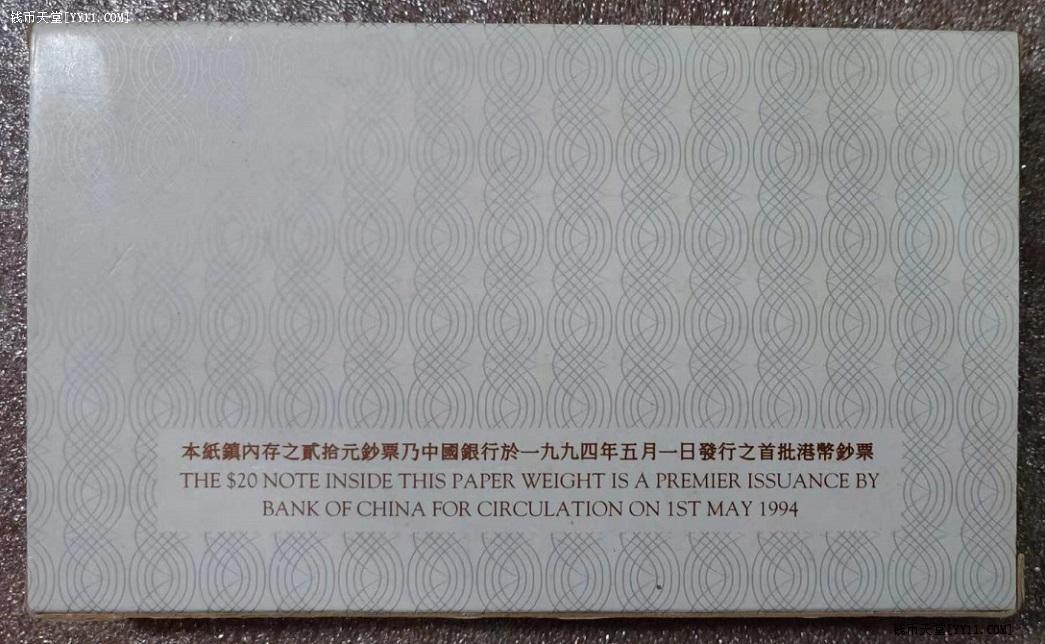 钱币天堂[YY11.COM]
本紙鎮內存之貳拾元鈔票乃中國銀行於一九九四年五月一日發行之首批港幣鈔票
THE $20 NOTE INSIDE THIS PAPER WEIGHT IS A PREMIER ISSUANCE BY
BANK OF CHINA FOR CIRCULATION ON 1ST MAY 1994
钱币天堂[YY11.COM]